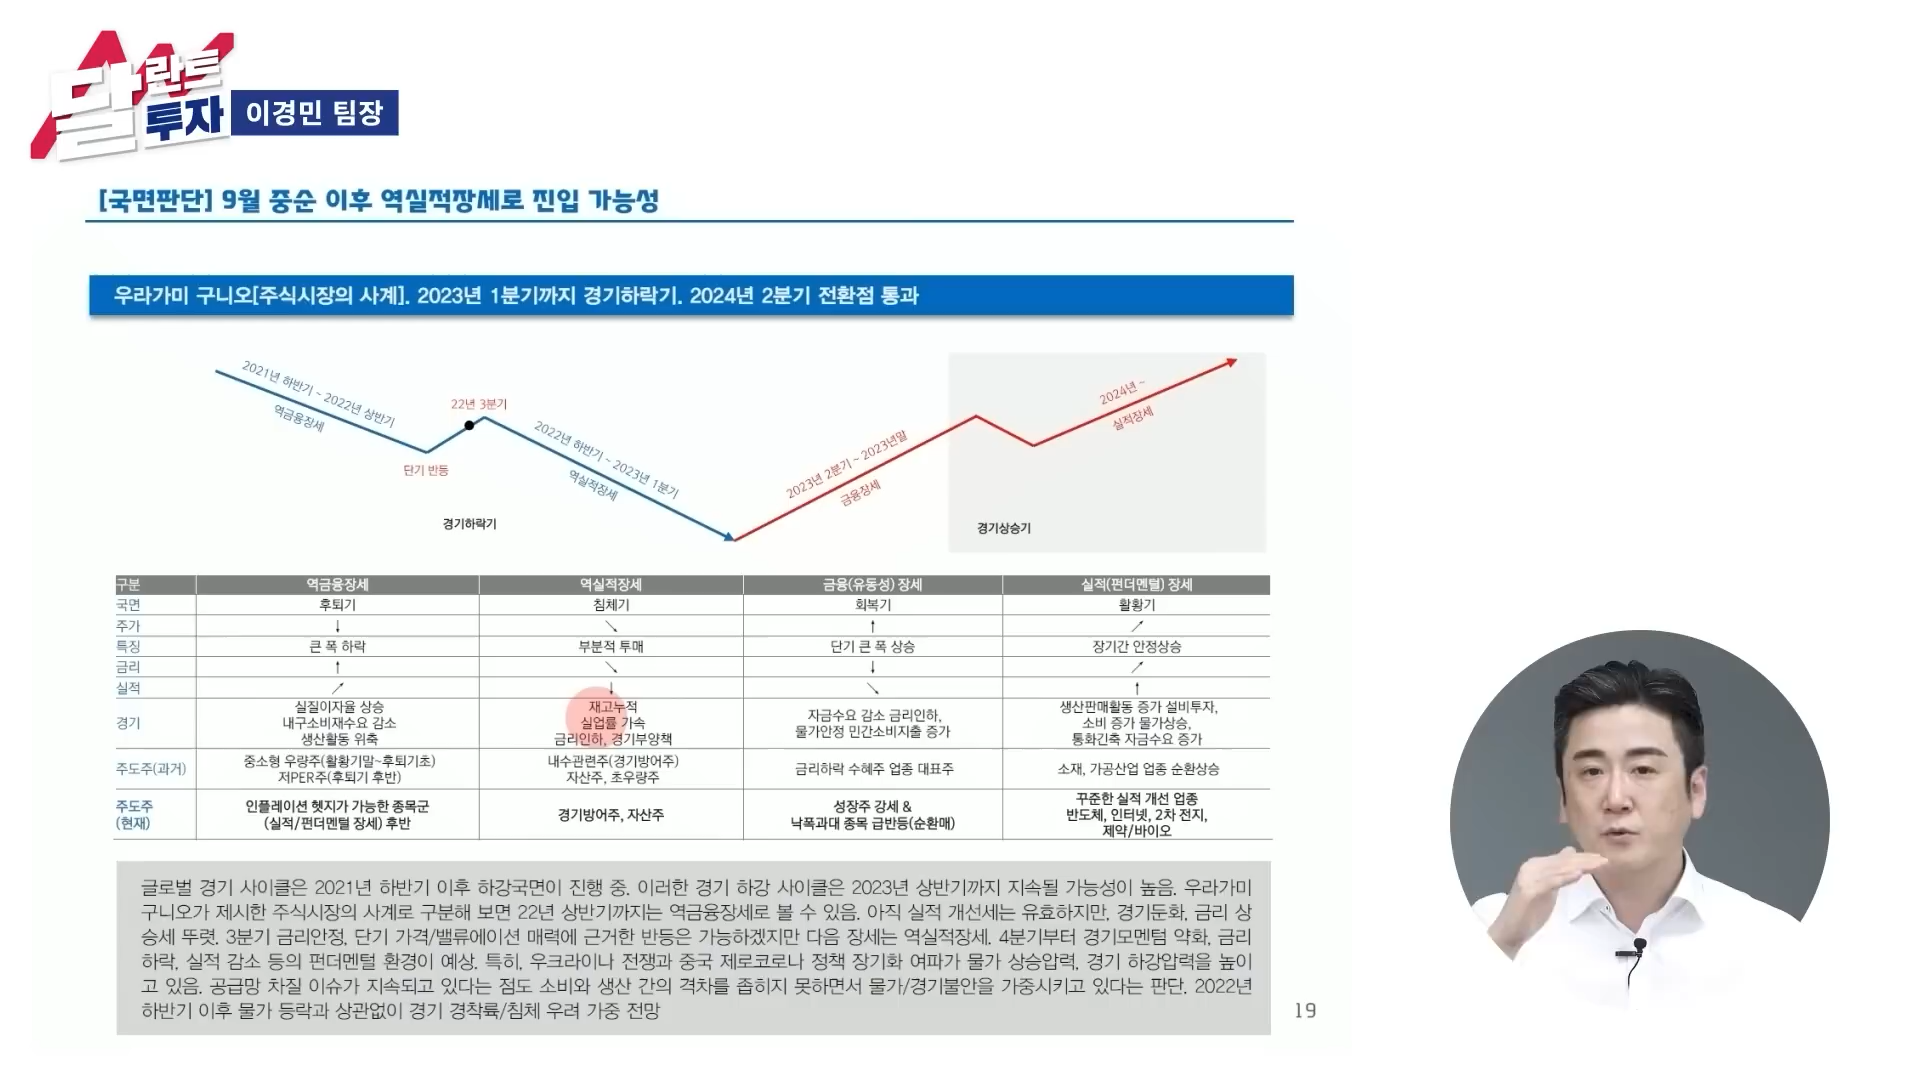 달란트
투자
이경민 팀장
[국면판단] 9월 중순 이후 역실적장세로 진입 가능성
우라가미 구니오[주식시장의 사계]. 2023년 1분기까지 경기하락기. 2024년 2분기 전환점 통과
2021년 하반기 ~ 2022년 상반기
역금융장세
22년 3분기
단기 반등
2022년 하반기 ~ 2023년 1분기
역실적장세
경기하락기
2023년 2분기 ~ 2023년말
금융장세
2024년 ~
실적장세
경기상승기
구분 역금융장세 역실적장세 금융(유동성) 장세 실적(펀더멘털) 장세
국면 후퇴기 침체기 회복기 활황기
주가 ↓ ↘ ↑ ↗
특징 큰 폭 하락 부분적 투매 단기 큰 폭 상승 장기간 안정상승
금리 ↑ ↘ ↓ ↗
실적 ↗ ↓ ↘ ↑
경기
실질이자율 상승
내구소비재수요 감소
생산활동 위축
재고누적
실업률 가속
금리인하, 경기부양책
자금수요 감소 금리인하,
물가안정 민간소비지출 증가
생산판매활동 증가 설비투자,
소비 증가 물가상승,
통화긴축 자금수요 증가
주도주(과거)
중소형 우량주(활황기말~후퇴기초)
저PER주(후퇴기 후반)
내수관련주(경기방어주)
자산주, 초우량주
금리하락 수혜주 업종 대표주
소재, 가공산업 업종 순환상승
주도주
(현재)
인플레이션 헷지가 가능한 종목군
(실적/펀더멘털 장세) 후반
경기방어주, 자산주
성장주 강세 &
낙폭과대 종목 급반등(순환매)
꾸준한 실적 개선 업종
반도체, 인터넷, 2차 전지,
제약/바이오
글로벌 경기 사이클은 2021년 하반기 이후 하강국면이 진행 중. 이러한 경기 하강 사이클은 2023년 상반기까지 지속될 가능성이 높음. 우라가미
구니오가 제시한 주식시장의 사계로 구분해 보면 22년 상반기까지는 역금융장세로 볼 수 있음. 아직 실적 개선세는 유효하지만, 경기둔화, 금리 상
승세 뚜렷. 3분기 금리안정, 단기 가격/밸류에이션 매력에 근거한 반등은 가능하겠지만 다음 장세는 역실적장세. 4분기부터 경기모멘텀 약화, 금리
하락, 실적 감소 등의 펀더멘털 환경이 예상. 특히, 우크라이나 전쟁과 중국 제로코로나 정책 장기화 여파가 물가 상승압력, 경기 하강압력을 높이
고 있음. 공급망 차질 이슈가 지속되고 있다는 점도 소비와 생산 간의 격차를 좁히지 못하면서 물가/경기불안을 가중시키고 있다는 판단. 2022년
하반기 이후 물가 등락과 상관없이 경기 경착륙/침체 우려 가중 전망
19